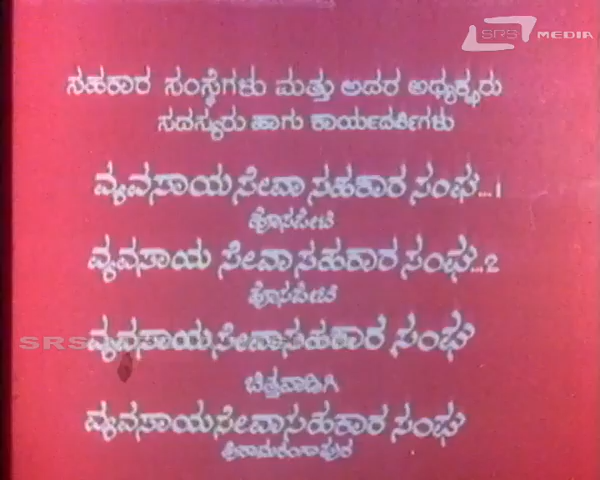 SRS MEDIA
ಸಹಕಾರ ಸಂಸ್ಥೆಗಳು ಮತ್ತು ಅದರ ಅಧ್ಯಕ್ಷರು
ಸದಸ್ಯರು ಹಾಗು ಕಾರ್ಯದರ್ಶಿಗಳು
ವ್ಯವಸಾಯ ಸೇವಾ ಸಹಕಾರ ಸಂಘ...1
ಹೊಸಪೇಟೆ
ವ್ಯವಸಾಯ ಸೇವಾ ಸಹಕಾರ ಸಂಘ...2
ಹೊಸಪೇಟೆ
SRS
ವ್ಯವಸಾಯ ಸೇವಾ ಸಹಕಾರ ಸಂಘ
ಚಿತ್ತವಾಡಿಗಿ
ವ್ಯವಸಾಯ ಸೇವಾ ಸಹಕಾರ ಸಂಘ
ಶ್ರೀರಾಮರಂಗಾಪುರ